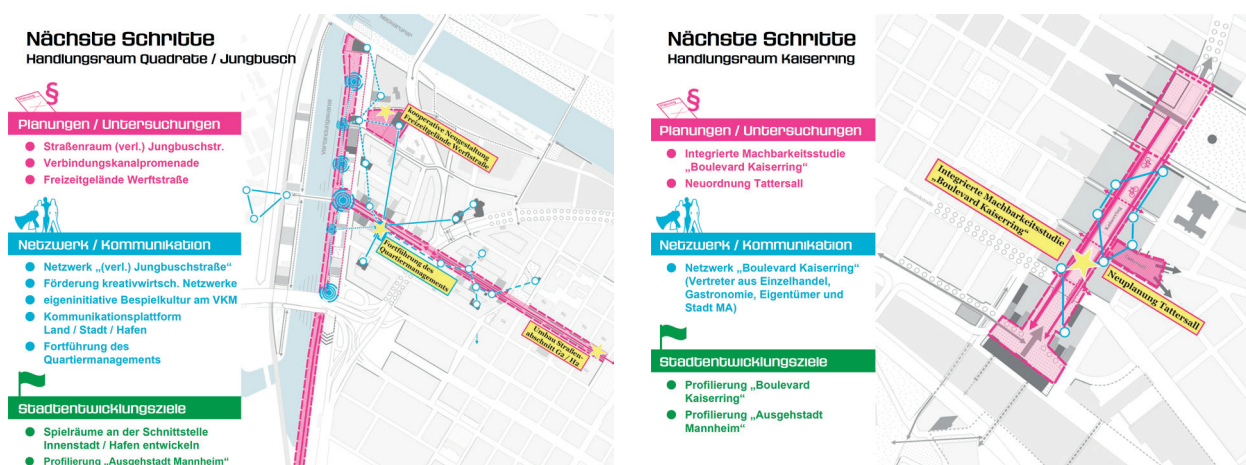 Nächste Schritte
Handlungsraum Quadrate / Jungbusch
§
Planungen / Untersuchungen
Straßenraum (verl.) Jungbuschstr.
Verbindungskanalpromenade
Freizeitgelände Werftstraße
Netzwerk / Kommunikation
Netzwerk „(verl.) Jungbuschstraße“
Förderung kreativwirtsch. Netzwerke
eigeninitiative Bespielkultur am VKM
Kommunikationsplattform
Land / Stadt / Hafen
Fortführung des
Quartiermanagements
Stadtentwicklungsziele
Spielräume an der Schnittstelle
Innenstadt / Hafen entwickeln
Profilierung „Ausgehstadt Mannheim“
kooperative Neugestaltung
Freizeitgelände Werftstraße
Fortführung des
Quartiermanagements
Umbau Straßen-
abschnitt G2 / H2
Nächste Schritte
Handlungsraum Kaiserring
§
Planungen / Untersuchungen
Integrierte Machbarkeitsstudie
„Boulevard Kaiserring“
Neuordnung Tattersall
Netzwerk / Kommunikation
Netzwerk „Boulevard Kaiserring“
(Vertreter aus Einzelhandel,
Gastronomie, Eigentümer und
Stadt MA)
Stadtentwicklungsziele
Profilierung „Boulevard
Kaiserring“
Profilierung „Ausgehstadt
Mannheim“
Integrierte Machbarkeitsstudie
„Boulevard Kaiserring“
Neuplanung Tattersall